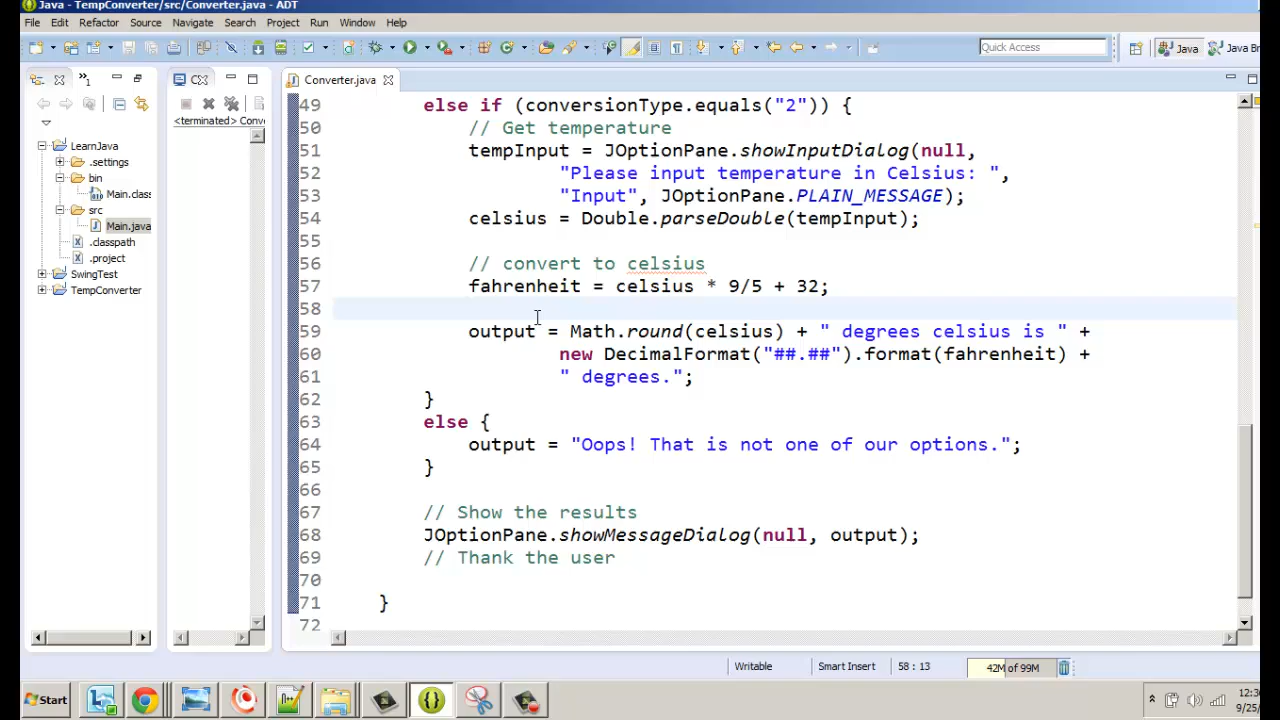 Java - TempConverter/src/Converter.java - ADT
File Edit Refactor Source Navigate Search Project Run Window Help
Quick Access
Java
Java Br
Converter.java
<terminated> Conv
LearnJava
.settings
bin
Main.class
src
Main.java
.classpath
.project
SwingTest
TempConverter
49 else if (conversionType.equals("2")) {
50 // Get temperature
51 tempInput = JOptionPane.showInputDialog(null,
52 "Please input temperature in Celsius: ",
53 "Input", JOptionPane.PLAIN_MESSAGE);
54 celsius = Double.parseDouble(tempInput);
55
56 // convert to celsius
57 fahrenheit = celsius * 9/5 + 32;
58
59 output = Math.round(celsius) + " degrees celsius is " +
60 new DecimalFormat("##.##").format(fahrenheit) +
61 " degrees.";
62 }
63 else {
64 output = "Oops! That is not one of our options.";
65 }
66
67 // Show the results
68 JOptionPane.showMessageDialog(null, output);
69 // Thank the user
70
71 }
72
Writable Smart Insert 58 : 13 42M of 99M
Start
12:3
9/25/